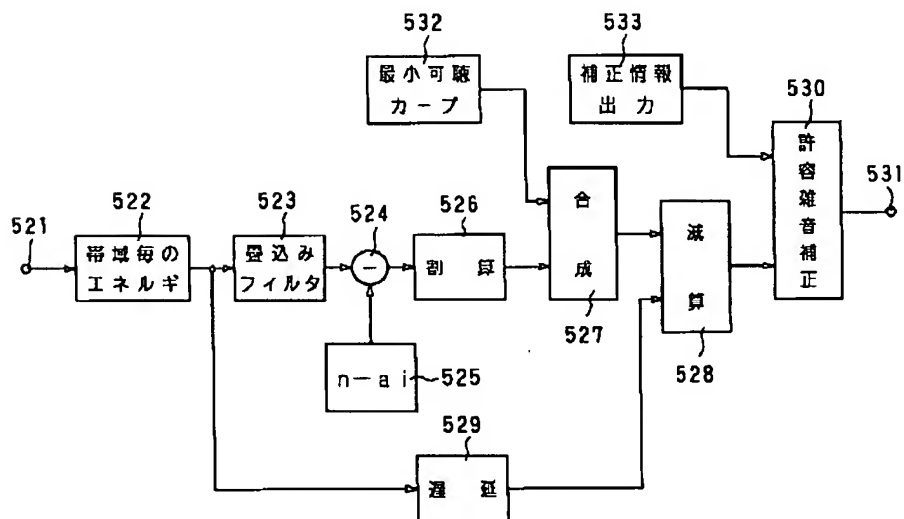 532
最小可聴
カーブ
533
補正情報
出力
530
許容雑音補正
531
521
522
帯域毎の
エネルギ
523
畳込み
フィルタ
524
−
526
割算
合成
527
減算
528
n−ai
525
529
遅延